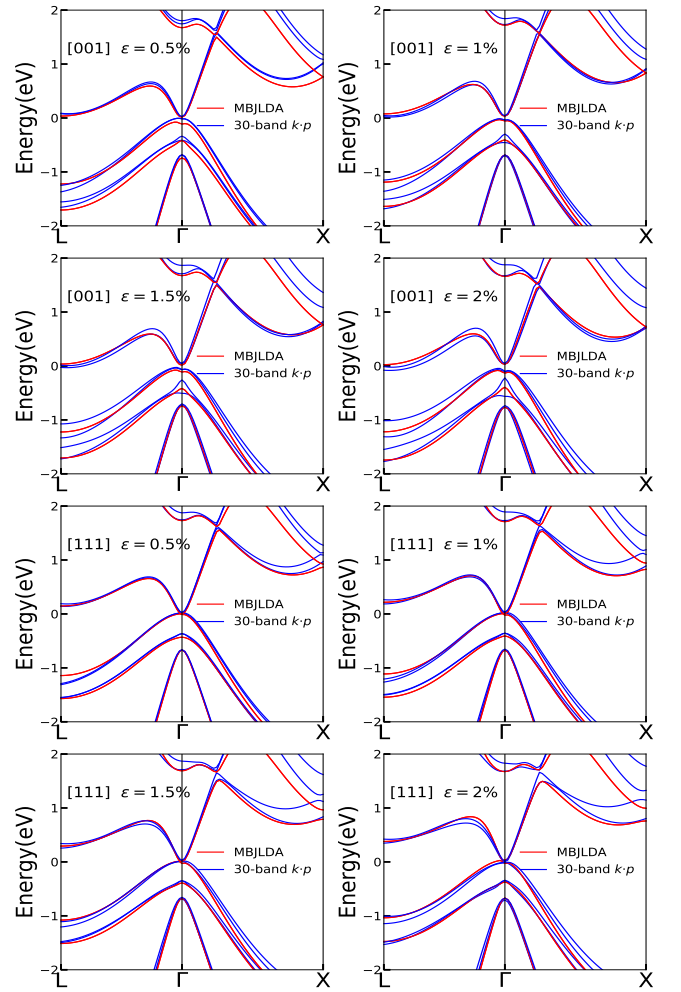 2
1
0
−1
−2
Energy(eV)
[001] ε = 0.5%
MBJLDA
30-band k·p
L
Γ
X
2
1
0
−1
−2
Energy(eV)
[001] ε = 1%
MBJLDA
30-band k·p
L
Γ
X
2
1
0
−1
−2
Energy(eV)
[001] ε = 1.5%
MBJLDA
30-band k·p
L
Γ
X
2
1
0
−1
−2
Energy(eV)
[001] ε = 2%
MBJLDA
30-band k·p
L
Γ
X
2
1
0
−1
−2
Energy(eV)
[111] ε = 0.5%
MBJLDA
30-band k·p
L
Γ
X
2
1
0
−1
−2
Energy(eV)
[111] ε = 1%
MBJLDA
30-band k·p
L
Γ
X
2
1
0
−1
−2
Energy(eV)
[111] ε = 1.5%
MBJLDA
30-band k·p
L
Γ
X
2
1
0
−1
−2
Energy(eV)
[111] ε = 2%
MBJLDA
30-band k·p
L
Γ
X